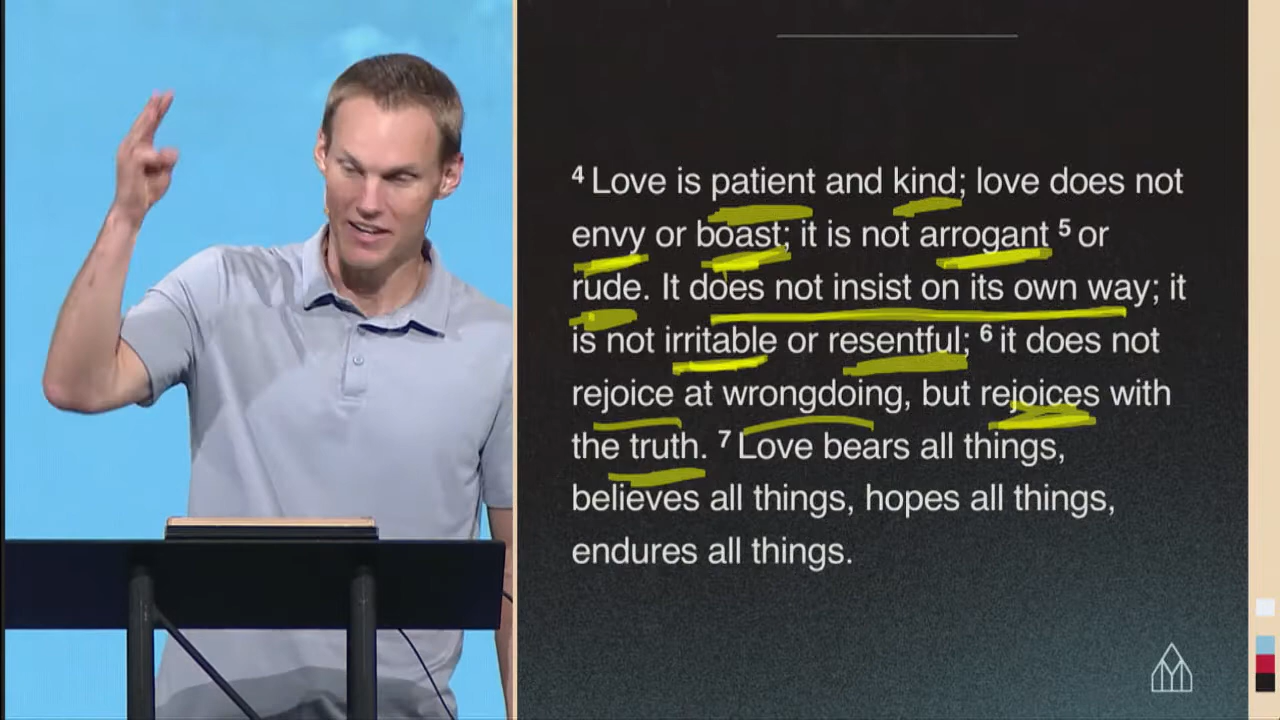 ⁴ Love is patient and kind; love does not
envy or boast; it is not arrogant ⁵ or
rude. It does not insist on its own way; it
is not irritable or resentful; ⁶ it does not
rejoice at wrongdoing, but rejoices with
the truth. ⁷ Love bears all things,
believes all things, hopes all things,
endures all things.